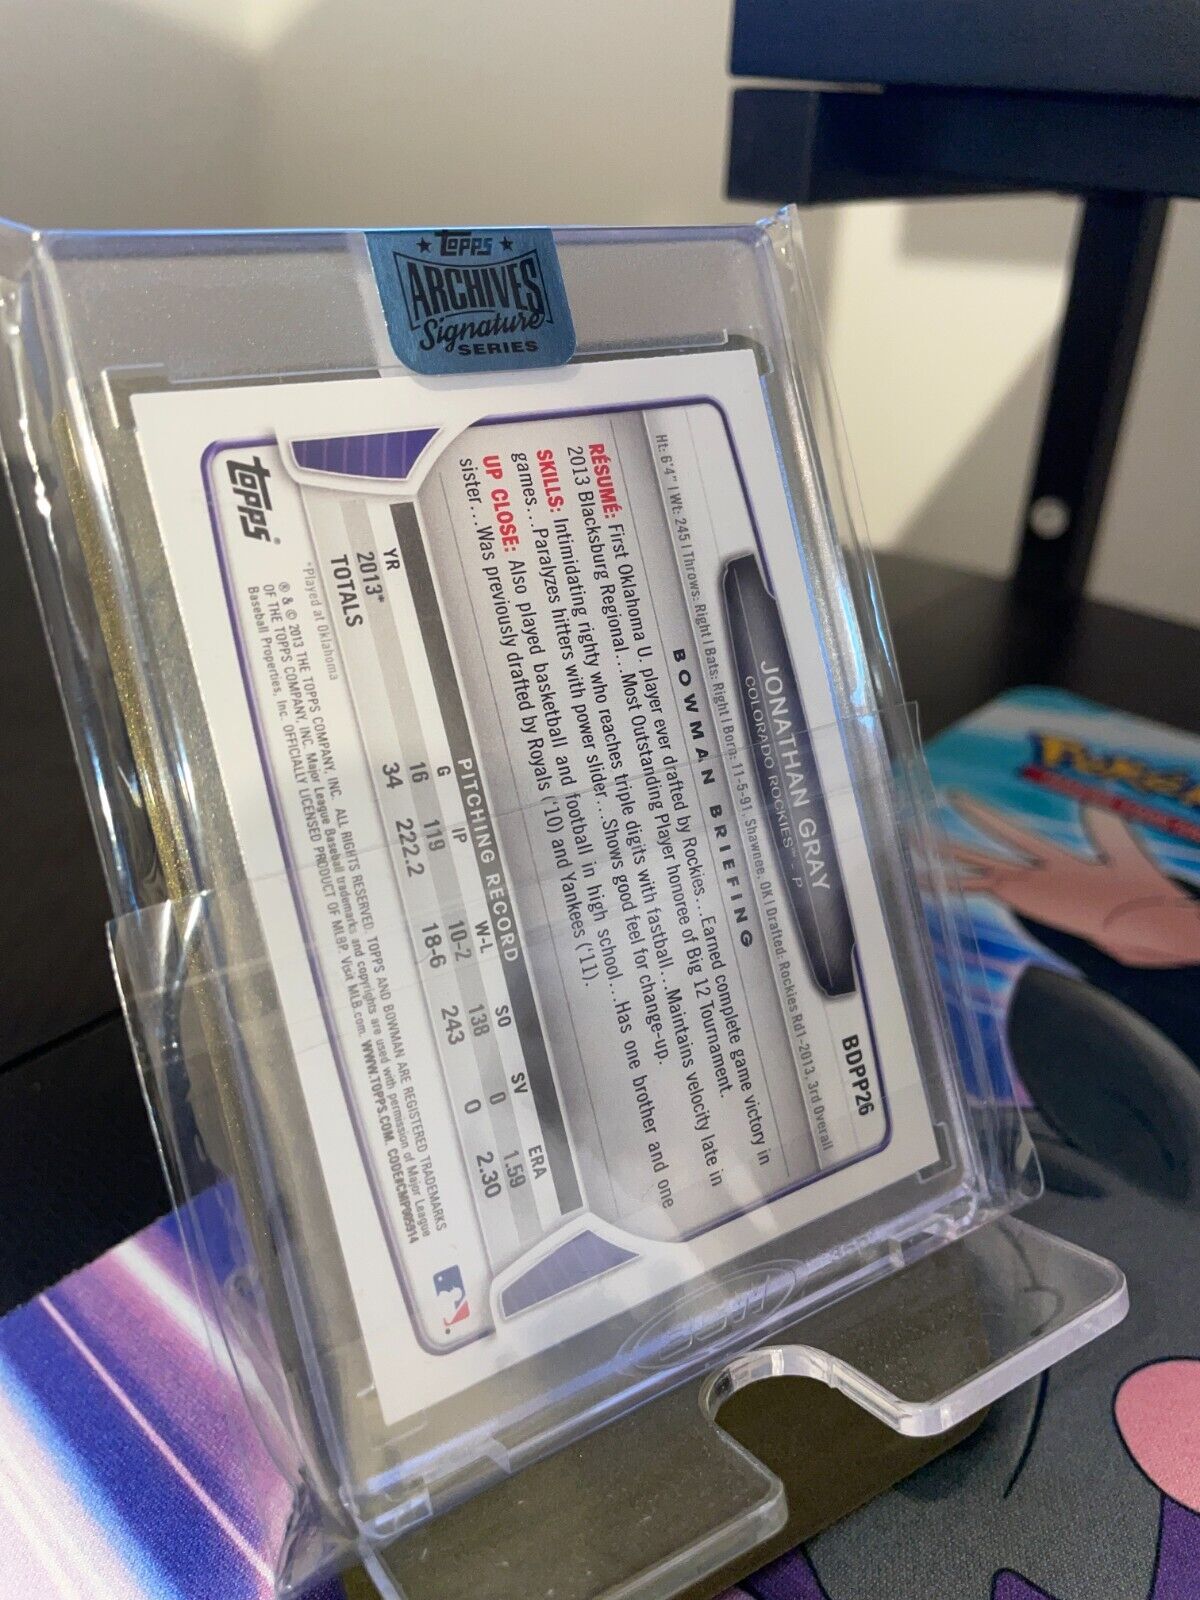 ★ TOPPS ★
ARCHIVES
Signature
SERIES
BDPP26
JONATHAN GRAY
COLORADO ROCKIES™ - P
Ht: 6'4" | Wt: 245 | Throws: Right | Bats: Right | Born: 11-5-91, Shawnee, OK | Drafted: Rockies Rd1-2013, 3rd Overall
BOWMAN BRIEFING
RÉSUMÉ: First Oklahoma U. player ever drafted by Rockies...Earned complete game victory in
2013 Blacksburg Regional...Most Outstanding Player honoree of Big 12 Tournament.
SKILLS: Intimidating righty who reaches triple digits with fastball...Maintains velocity late in
games...Paralyzes hitters with power slider...Shows good feel for change-up.
UP CLOSE: Also played basketball and football in high school...Has one brother and one
sister...Was previously drafted by Royals ('10) and Yankees ('11).
PITCHING RECORD
YR G IP W-L SO SV ERA
2013* 16 119 10-2 138 0 1.59
TOTALS 34 222.2 18-6 243 0 2.30
*Played at Oklahoma
topps®
® & © 2013 THE TOPPS COMPANY, INC. ALL RIGHTS RESERVED. TOPPS AND BOWMAN ARE REGISTERED TRADEMARKS
OF THE TOPPS COMPANY, INC. Major League Baseball trademarks and copyrights are used with permission of Major League
Baseball Properties, Inc. OFFICIALLY LICENSED PRODUCT OF MLBP Visit MLB.com. WWW.TOPPS.COM. CODE#CMP005914